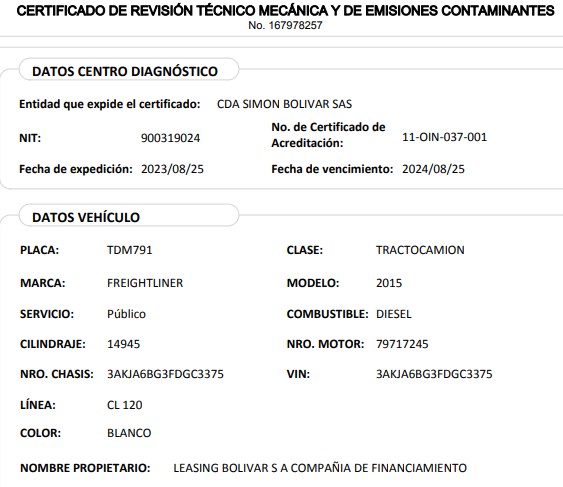 CERTIFICADO DE REVISIÓN TÉCNICO MECÁNICA Y DE EMISIONES CONTAMINANTES
No. 167978257
DATOS CENTRO DIAGNÓSTICO
Entidad que expide el certificado: CDA SIMON BOLIVAR SAS
NIT: 900319024 No. de Certificado de Acreditación: 11-OIN-037-001
Fecha de expedición: 2023/08/25 Fecha de vencimiento: 2024/08/25
DATOS VEHÍCULO
PLACA: TDM791 CLASE: TRACTOCAMION
MARCA: FREIGHTLINER MODELO: 2015
SERVICIO: Público COMBUSTIBLE: DIESEL
CILINDRAJE: 14945 NRO. MOTOR: 79717245
NRO. CHASIS: 3AKJA6BG3FDGC3375 VIN: 3AKJA6BG3FDGC3375
LÍNEA: CL 120
COLOR: BLANCO
NOMBRE PROPIETARIO: LEASING BOLIVAR S A COMPAÑIA DE FINANCIAMIENTO